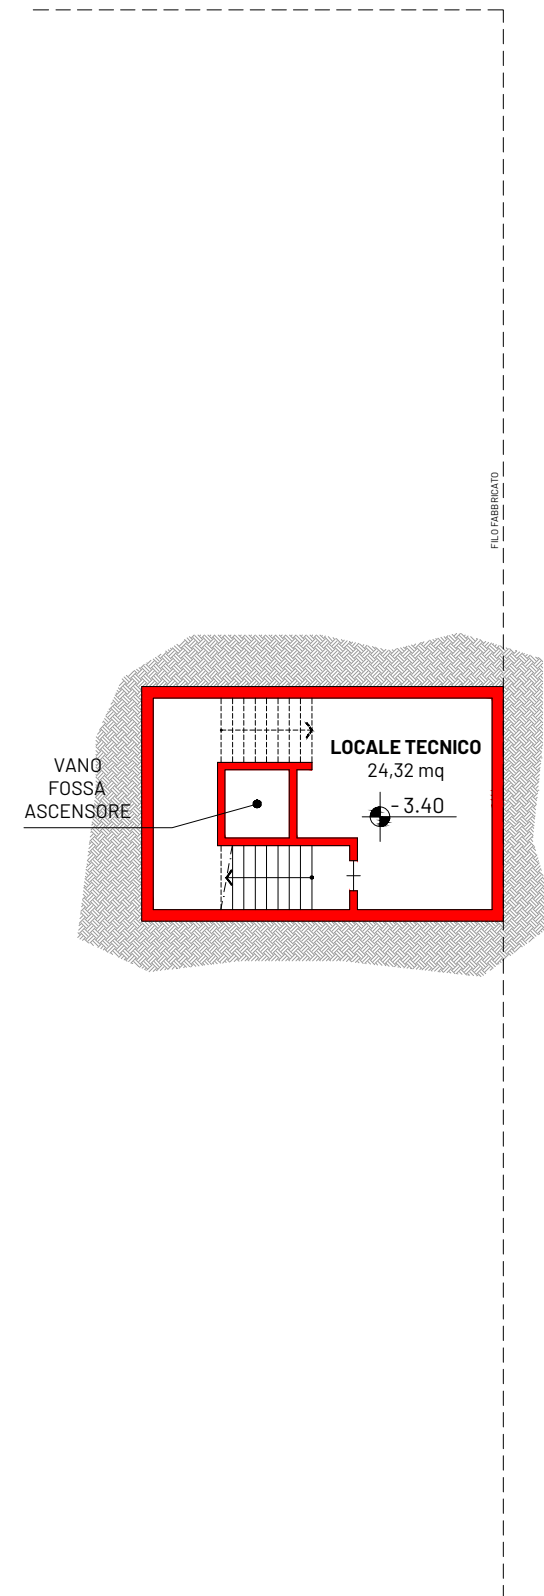 FILO FABBRICATO
LOCALE TECNICO
24,32 mq
- 3.40
VANO
FOSSA
ASCENSORE